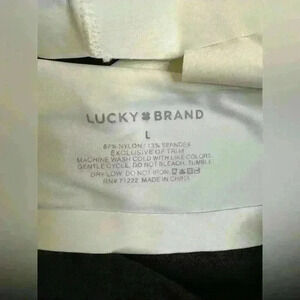 LUCKY BRAND
L
87% NYLON / 13% SPANDEX
EXCLUSIVE OF TRIM
MACHINE WASH COLD WITH LIKE COLORS
GENTLE CYCLE, DO NOT BLEACH, TUMBLE
DRY LOW, DO NOT IRON,
RN# 71222 MADE IN CHINA